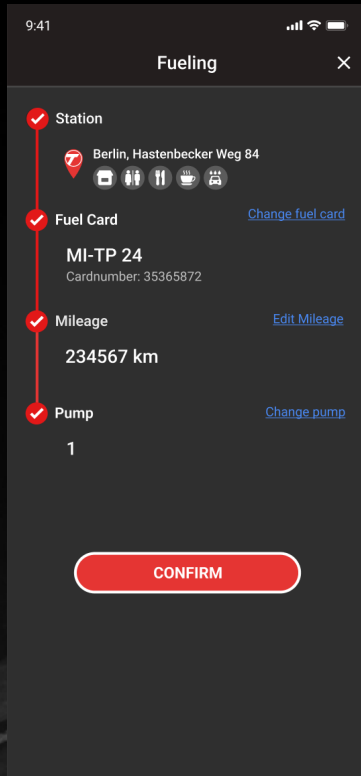 9:41
Fueling
Station
Berlin, Hastenbecker Weg 84
Fuel Card
Change fuel card
MI-TP 24
Cardnumber: 35365872
Mileage
Edit Mileage
234567 km
Pump
Change pump
1
CONFIRM